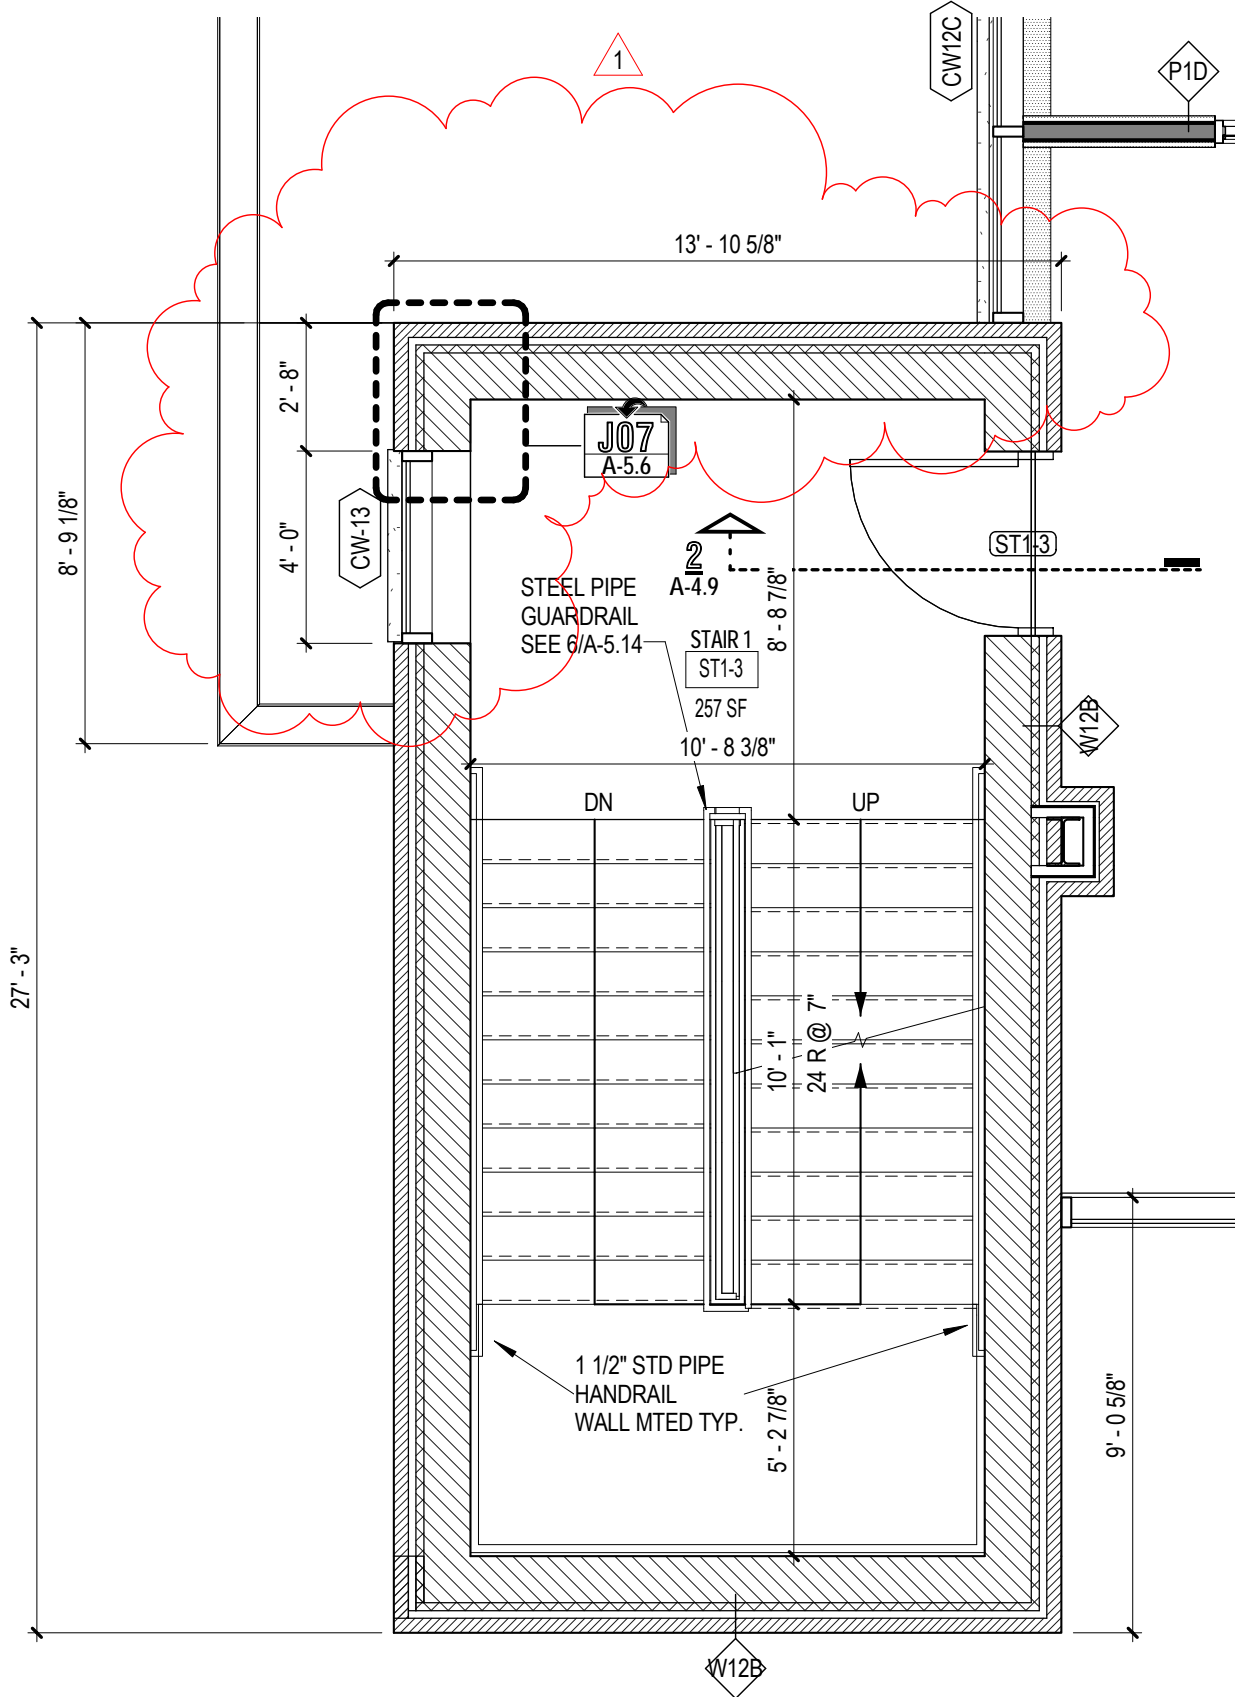 1
CW12C
P1D
13' - 10 5/8"
2' - 8"
J07
A-5.6
8' - 9 1/8"
4' - 0"
CW-13
ST1-3
2
A-4.9
8' - 8 7/8"
STEEL PIPE
GUARDRAIL
SEE 6/A-5.14
STAIR 1
ST1-3
257 SF
10' - 8 3/8"
W12B
DN
UP
27' - 3"
10' - 1"
24 R @ 7"
1 1/2" STD PIPE
HANDRAIL
WALL MTED TYP.
5' - 2 7/8"
9' - 0 5/8"
W12B